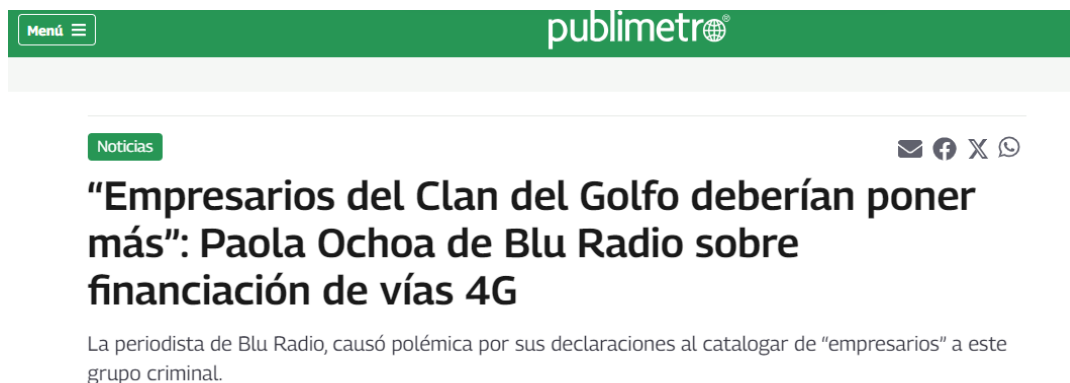 Menú
publimetro®
Noticias
“Empresarios del Clan del Golfo deberían poner
más”: Paola Ochoa de Blu Radio sobre
financiación de vías 4G
La periodista de Blu Radio, causó polémica por sus declaraciones al catalogar de “empresarios” a este
grupo criminal.